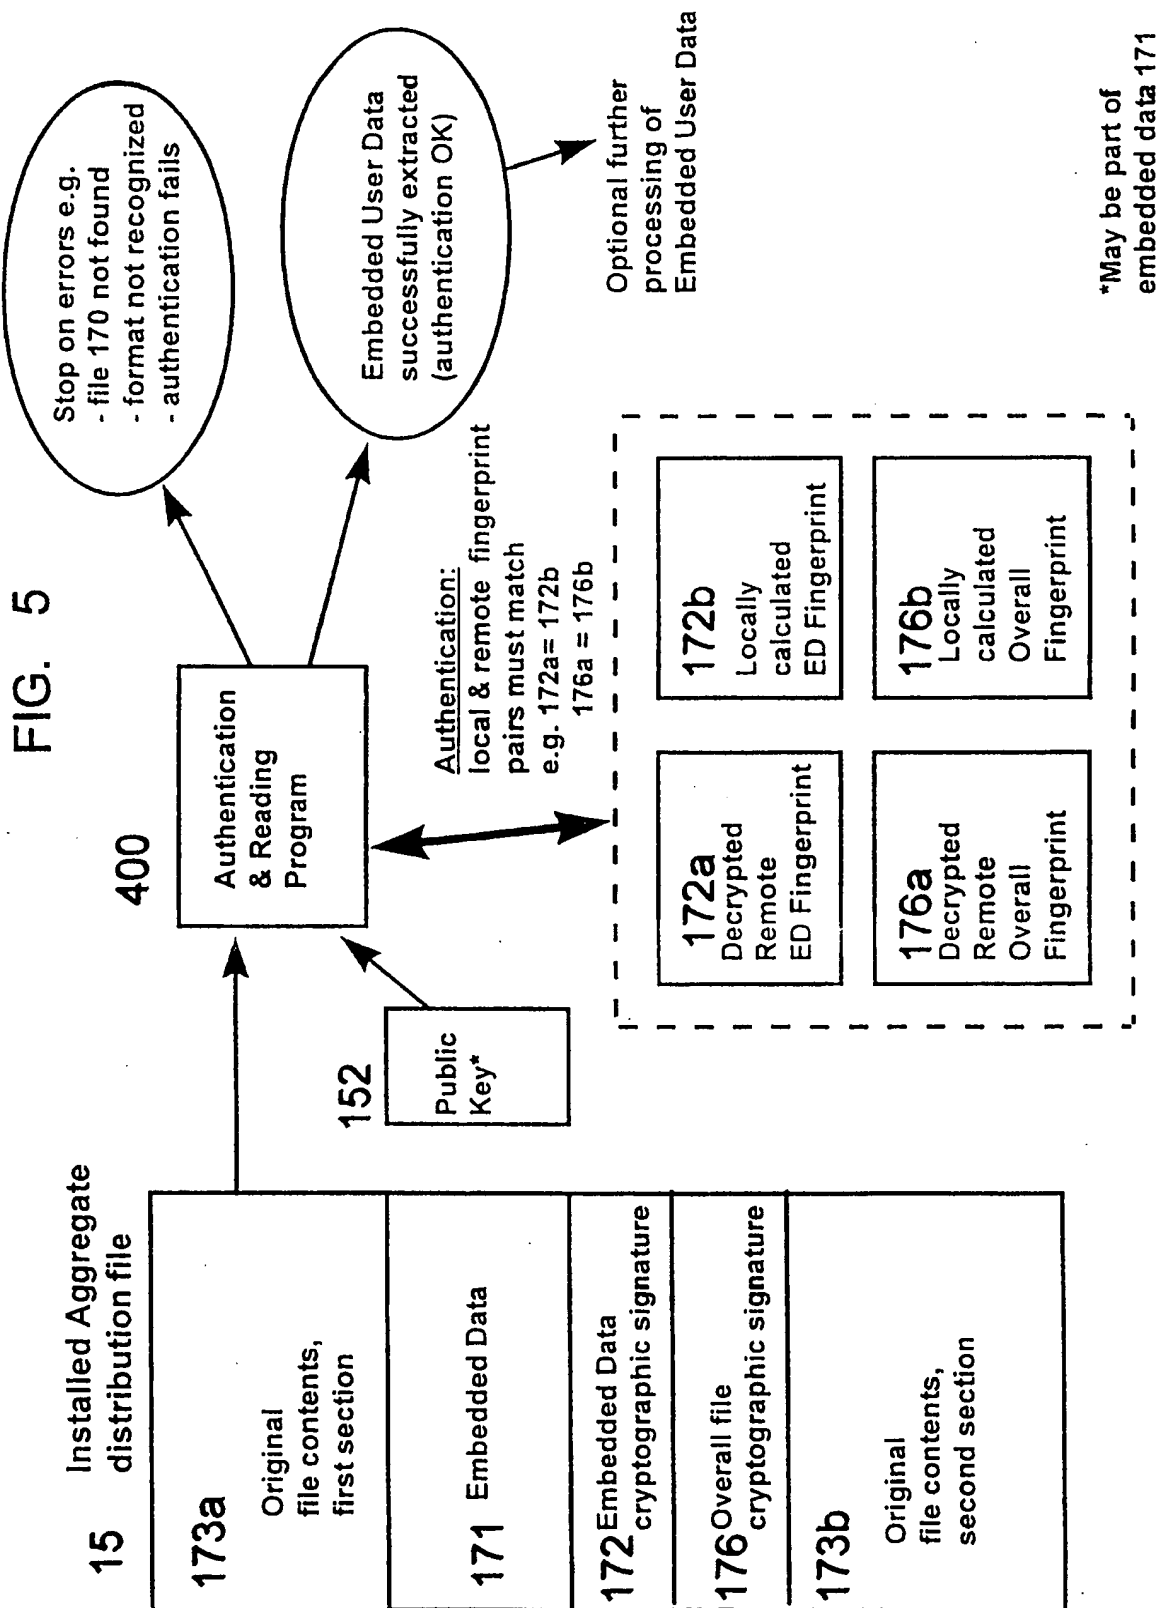 FIG. 5
15 Installed Aggregate
distribution file
173a
Original
file contents,
first section
171 Embedded Data
172 Embedded Data
cryptographic signature
176 Overall file
cryptographic signature
173b
Original
file contents,
second section
152
Public
Key*
400
Authentication
& Reading
Program
Stop on errors e.g.
- file 170 not found
- format not recognized
- authentication fails
Embedded User Data
successfully extracted
(authentication OK)
Optional further
processing of
Embedded User Data
Authentication:
local & remote fingerprint
pairs must match
e.g. 172a= 172b
176a = 176b
172a
Decrypted
Remote
ED Fingerprint
172b
Locally
calculated
ED Fingerprint
176a
Decrypted
Remote
Overall
Fingerprint
176b
Locally
calculated
Overall
Fingerprint
*May be part of
embedded data 171